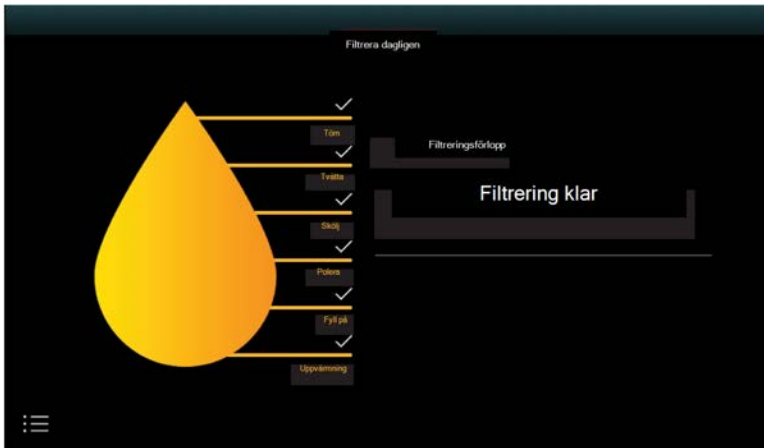 Filtrera dagligen
Töm
Tvätta
Skölj
Polera
Fyll på
Uppvärmning
Filtreringsförlopp
Filtrering klar